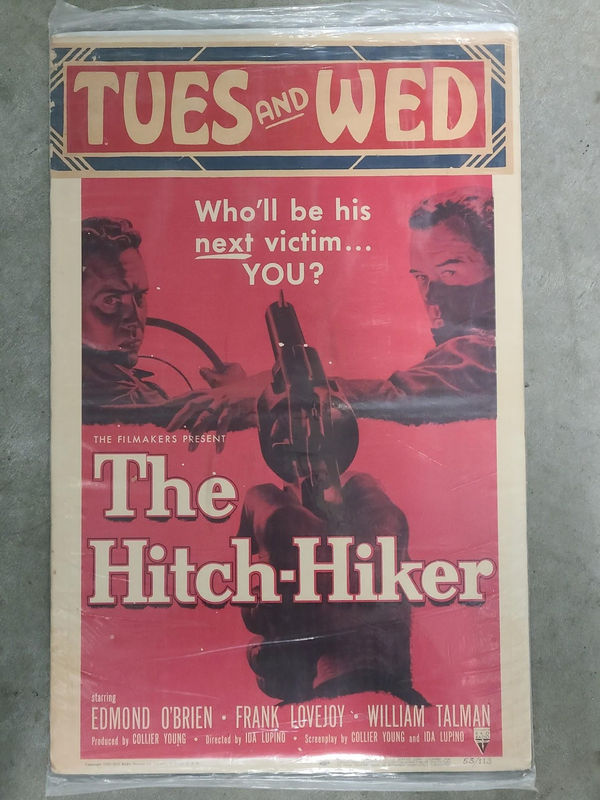 TUES AND WED
Who'll be his
next victim...
YOU?
THE FILMAKERS PRESENT
The
Hitch-Hiker
starring
EDMOND O'BRIEN • FRANK LOVEJOY • WILLIAM TALMAN
Produced by COLLIER YOUNG • Directed by IDA LUPINO • Screenplay by COLLIER YOUNG and IDA LUPINO
53/113